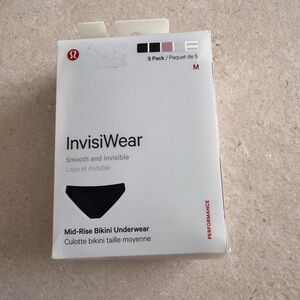 5 Pack / Paquet de 5
M
InvisiWear
Smooth and Invisible
Lisse et invisible
Mid-Rise Bikini Underwear
Culotte bikini taille moyenne
PERFORMANCE